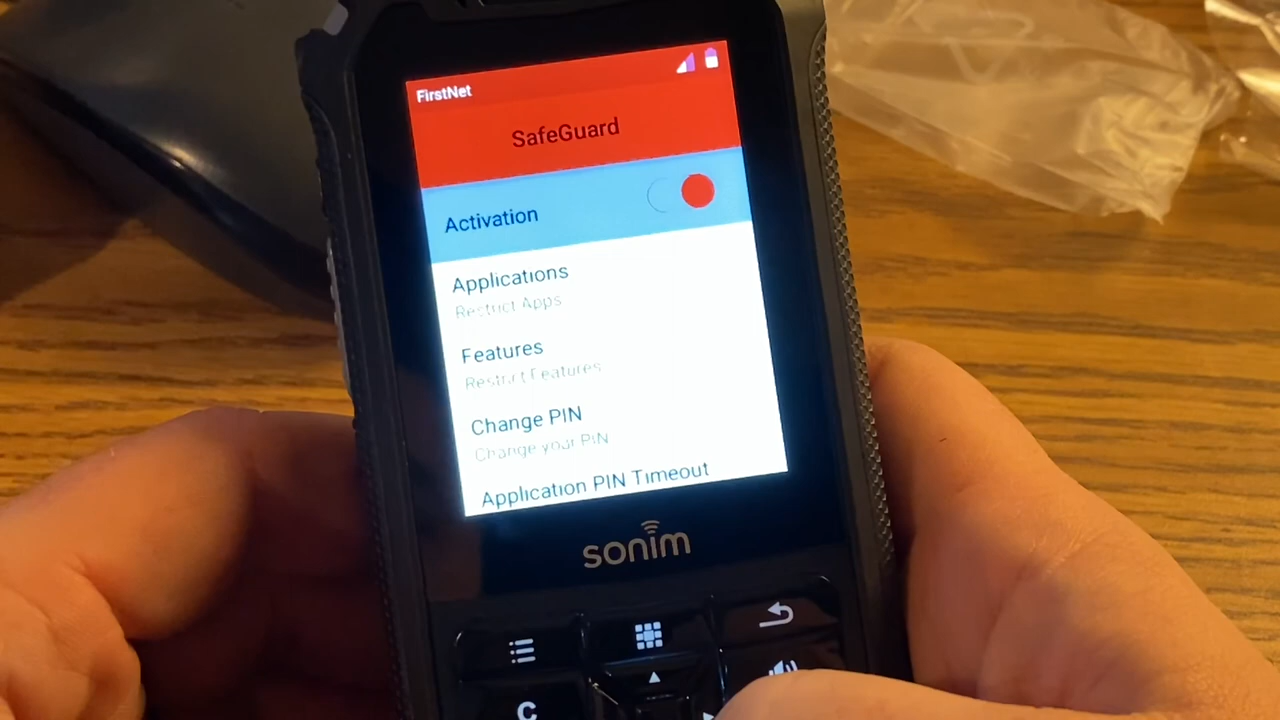 FirstNet
SafeGuard
Activation
Applications
Restrict Apps
Features
Restrict Features
Change PIN
Change your PIN
Application PIN Timeout
sonim
C